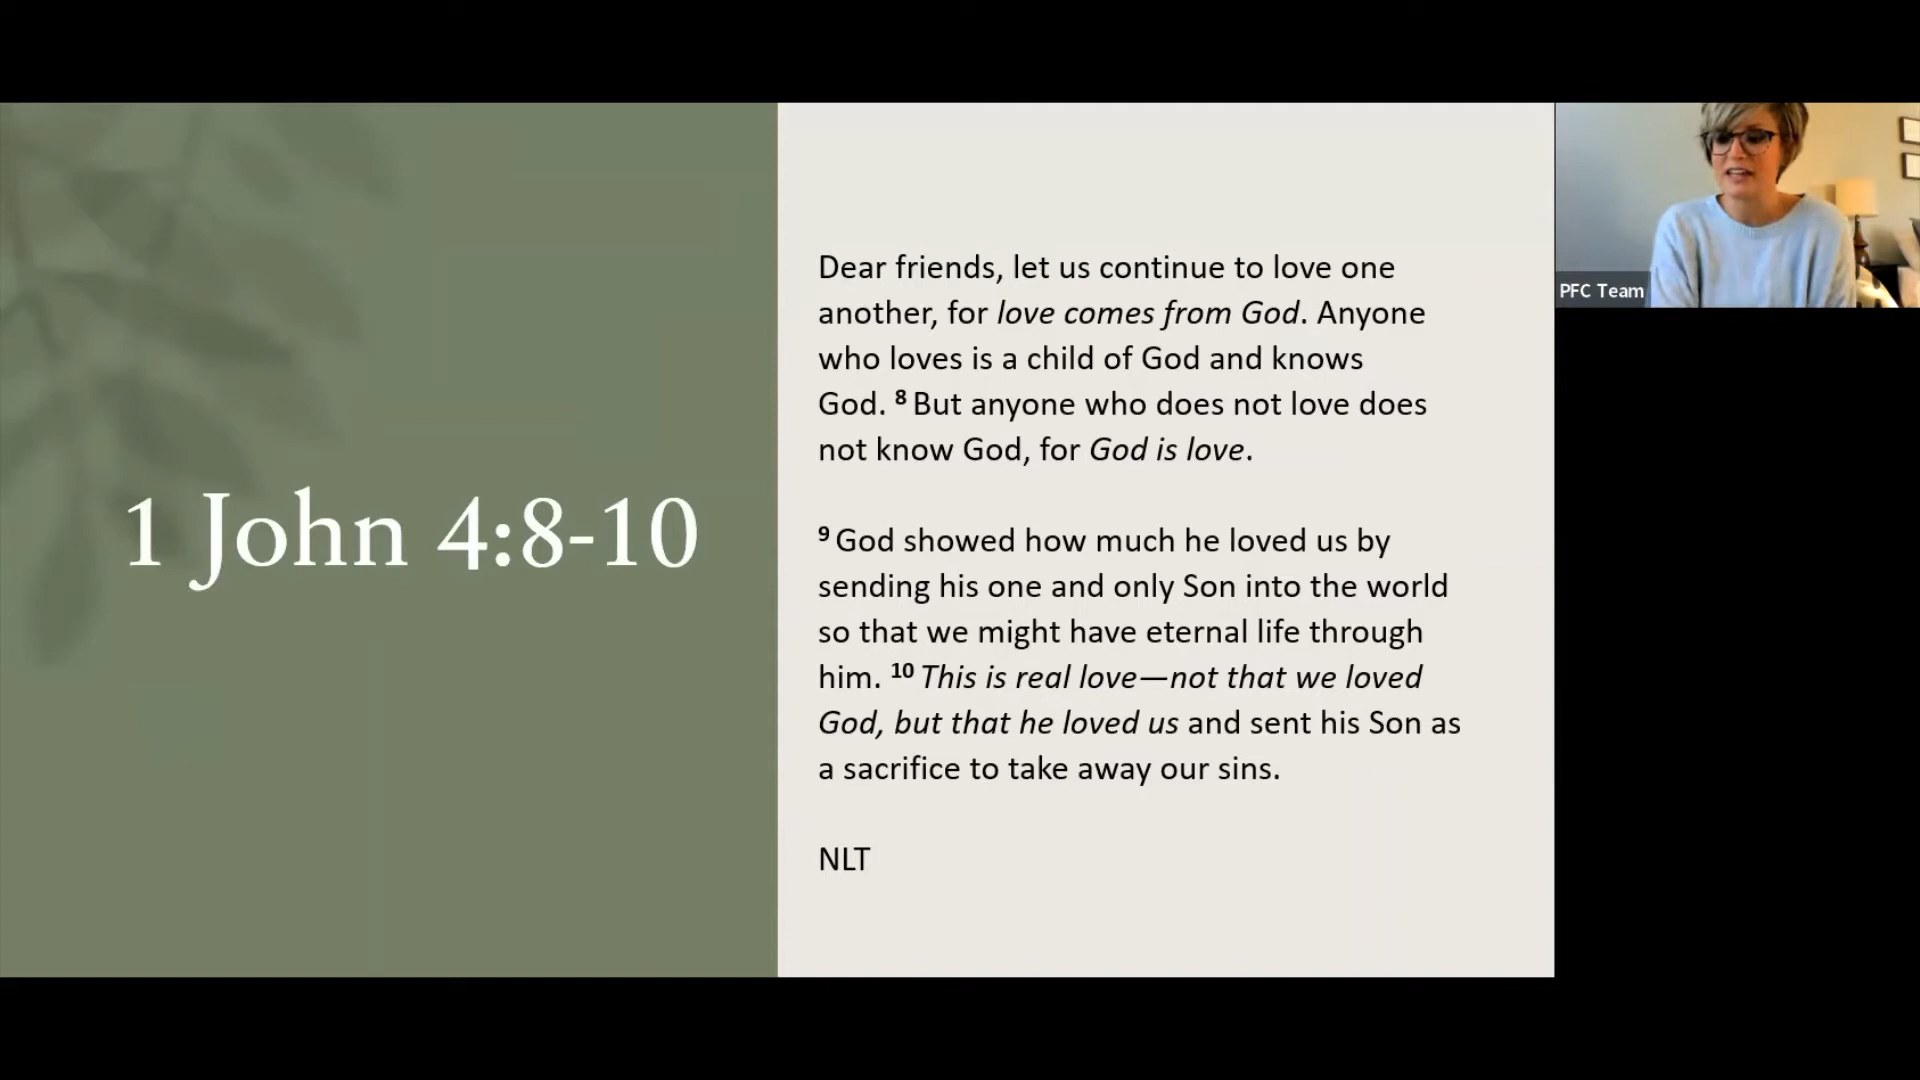 1 John 4:8-10
Dear friends, let us continue to love one
another, for love comes from God. Anyone
who loves is a child of God and knows
God. 8 But anyone who does not love does
not know God, for God is love.
9 God showed how much he loved us by
sending his one and only Son into the world
so that we might have eternal life through
him. 10 This is real love—not that we loved
God, but that he loved us and sent his Son as
a sacrifice to take away our sins.
NLT
PFC Team